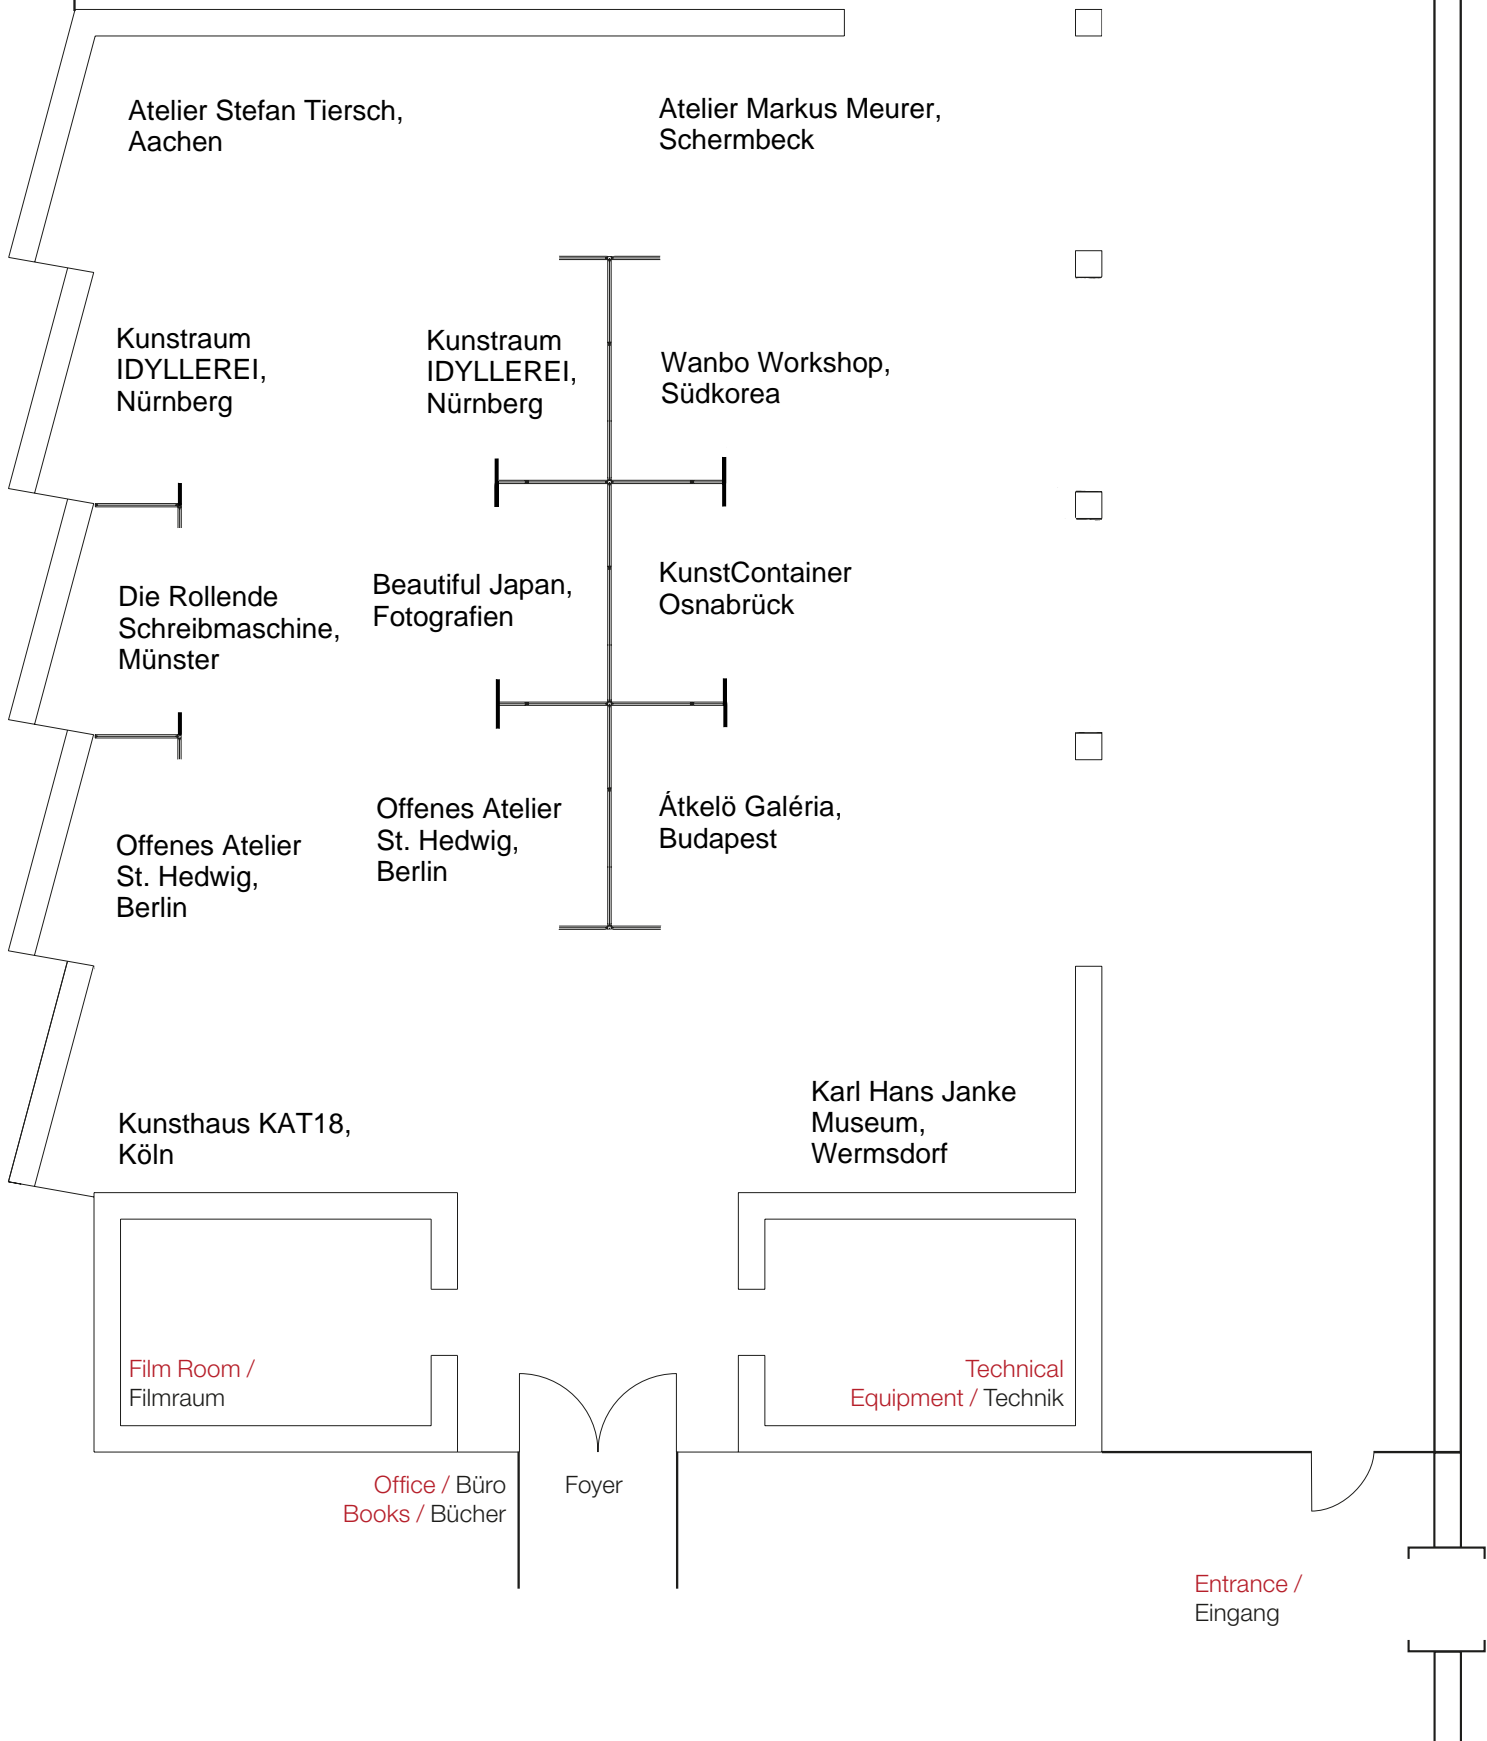 Atelier Stefan Tiersch,
Aachen
Atelier Markus Meurer,
Schermbeck
Kunstraum
IDYLLEREI,
Nürnberg
Kunstraum
IDYLLEREI,
Nürnberg
Wanbo Workshop,
Südkorea
Die Rollende
Schreibmaschine,
Münster
Beautiful Japan,
Fotografien
KunstContainer
Osnabrück
Offenes Atelier
St. Hedwig,
Berlin
Offenes Atelier
St. Hedwig,
Berlin
Átkelö Galéria,
Budapest
Kunsthaus KAT18,
Köln
Karl Hans Janke
Museum,
Wermsdorf
Film Room /
Filmraum
Technical
Equipment / Technik
Office / Büro
Books / Bücher
Foyer
Entrance /
Eingang